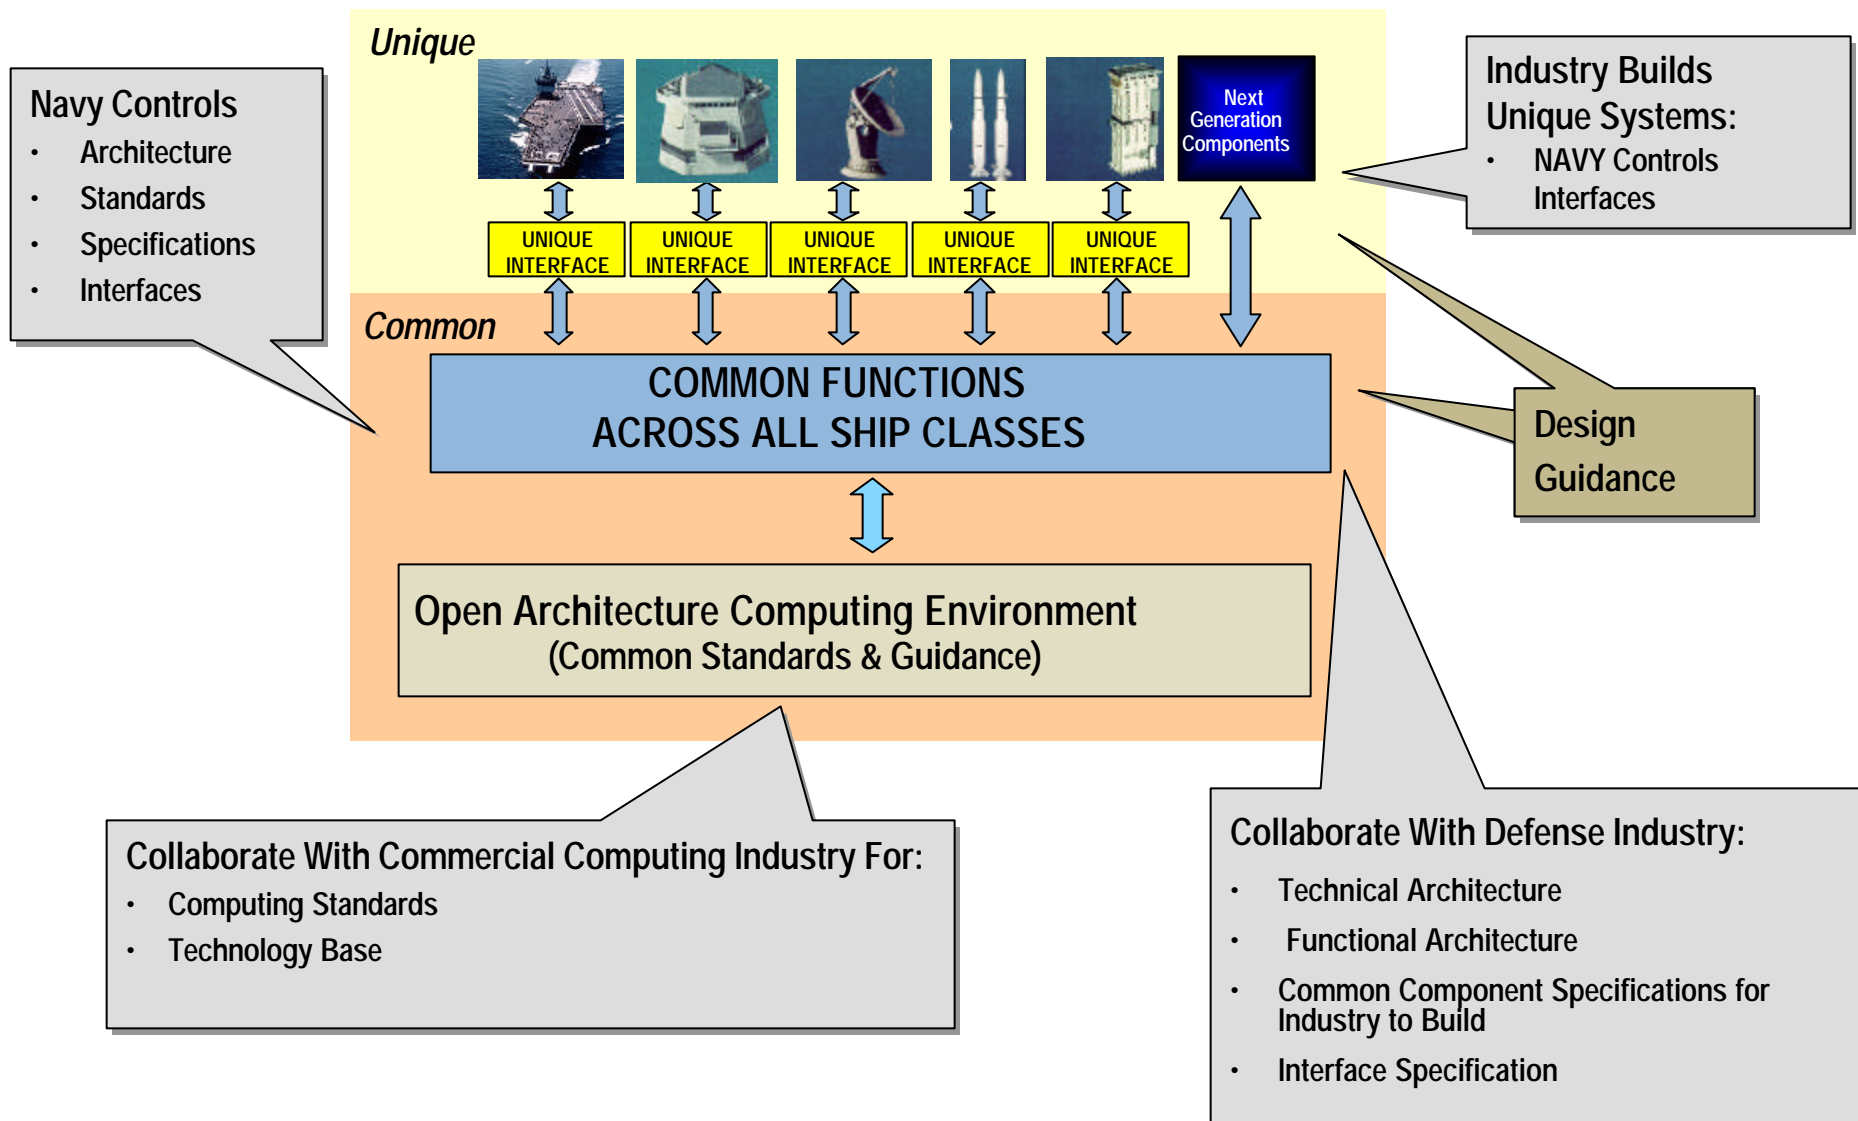 Unique
Navy Controls
• Architecture
• Standards
• Specifications
• Interfaces
Next
Generation
Components
Industry Builds
Unique Systems:
• NAVY Controls
Interfaces
UNIQUE
INTERFACE
UNIQUE
INTERFACE
UNIQUE
INTERFACE
UNIQUE
INTERFACE
UNIQUE
INTERFACE
Common
COMMON FUNCTIONS
ACROSS ALL SHIP CLASSES
Design
Guidance
Open Architecture Computing Environment
(Common Standards & Guidance)
Collaborate With Commercial Computing Industry For:
• Computing Standards
• Technology Base
Collaborate With Defense Industry:
• Technical Architecture
• Functional Architecture
• Common Component Specifications for
Industry to Build
• Interface Specification